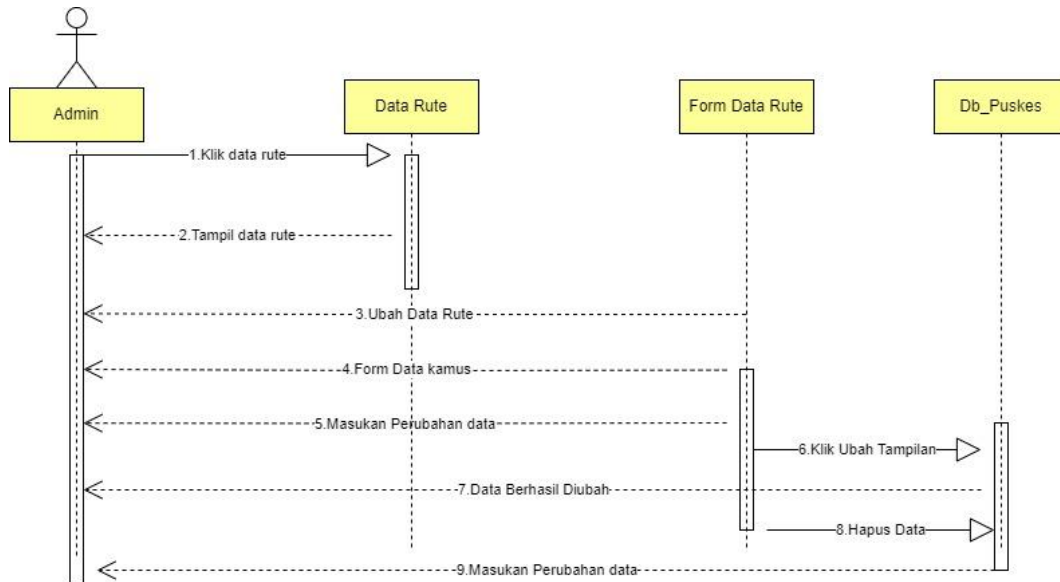 Admin
Data Rute
Form Data Rute
Db_Puskes
1.Klik data rute
2.Tampil data rute
3.Ubah Data Rute
4.Form Data kamus
5.Masukan Perubahan data
6.Klik Ubah Tampilan
7.Data Berhasil Diubah
8.Hapus Data
9.Masukan Perubahan data